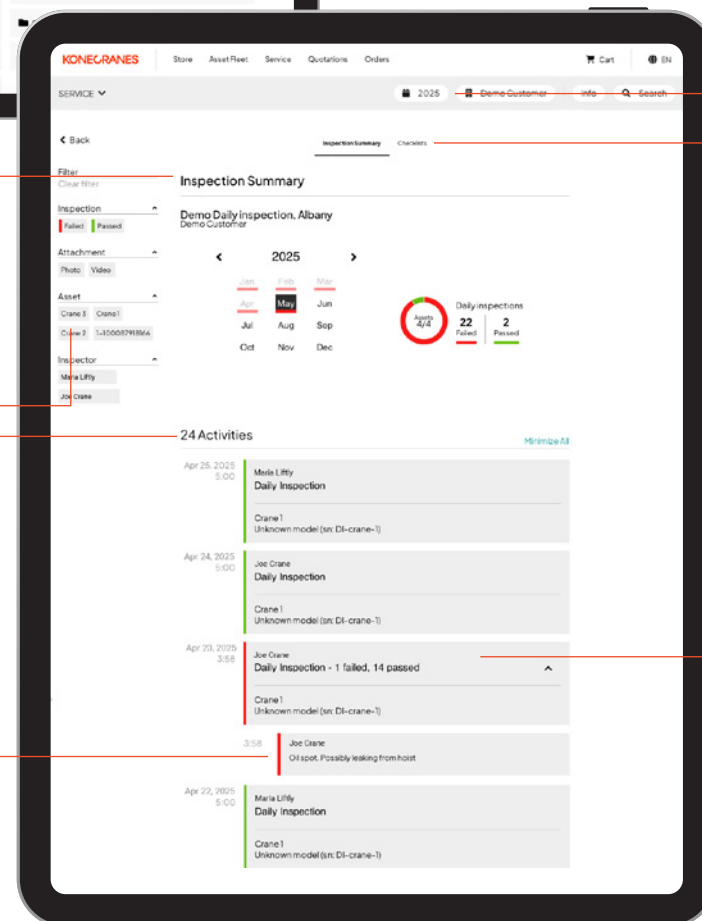 KONECRANES
Store Asset Fleet Service Quotations Orders
Cart EN
SERVICE
2025 Demo Customer Info Search
Back
Inspection Summary Checklists
Filter
Clear filter
Inspection
Failed Passed
Attachment
Photo Video
Asset
Crane 3 Crane1
Crane 2 1-10008791B166
Inspector
Maria Liftly
Joe Crane
Inspection Summary
Demo Daily inspection, Albany
Demo Customer
2025
Jan Feb Mar
Apr May Jun
Jul Aug Sep
Oct Nov Dec
Assets
4/4
Daily inspections
22 2
Failed Passed
24 Activities
Minimize All
Apr 25, 2025
5:00
Maria Liftly
Daily Inspection
Crane 1
Unknown model (sn: DI-crane-1)
Apr 24, 2025
5:00
Joe Crane
Daily Inspection
Crane 1
Unknown model (sn: DI-crane-1)
Apr 23, 2025
3:58
Joe Crane
Daily Inspection - 1 failed, 14 passed
Crane 1
Unknown model (sn: DI-crane-1)
3:58
Joe Crane
Oil spot. Possibly leaking from hoist
Apr 22, 2025
5:00
Maria Liftly
Daily Inspection
Crane 1
Unknown model (sn: DI-crane-1)